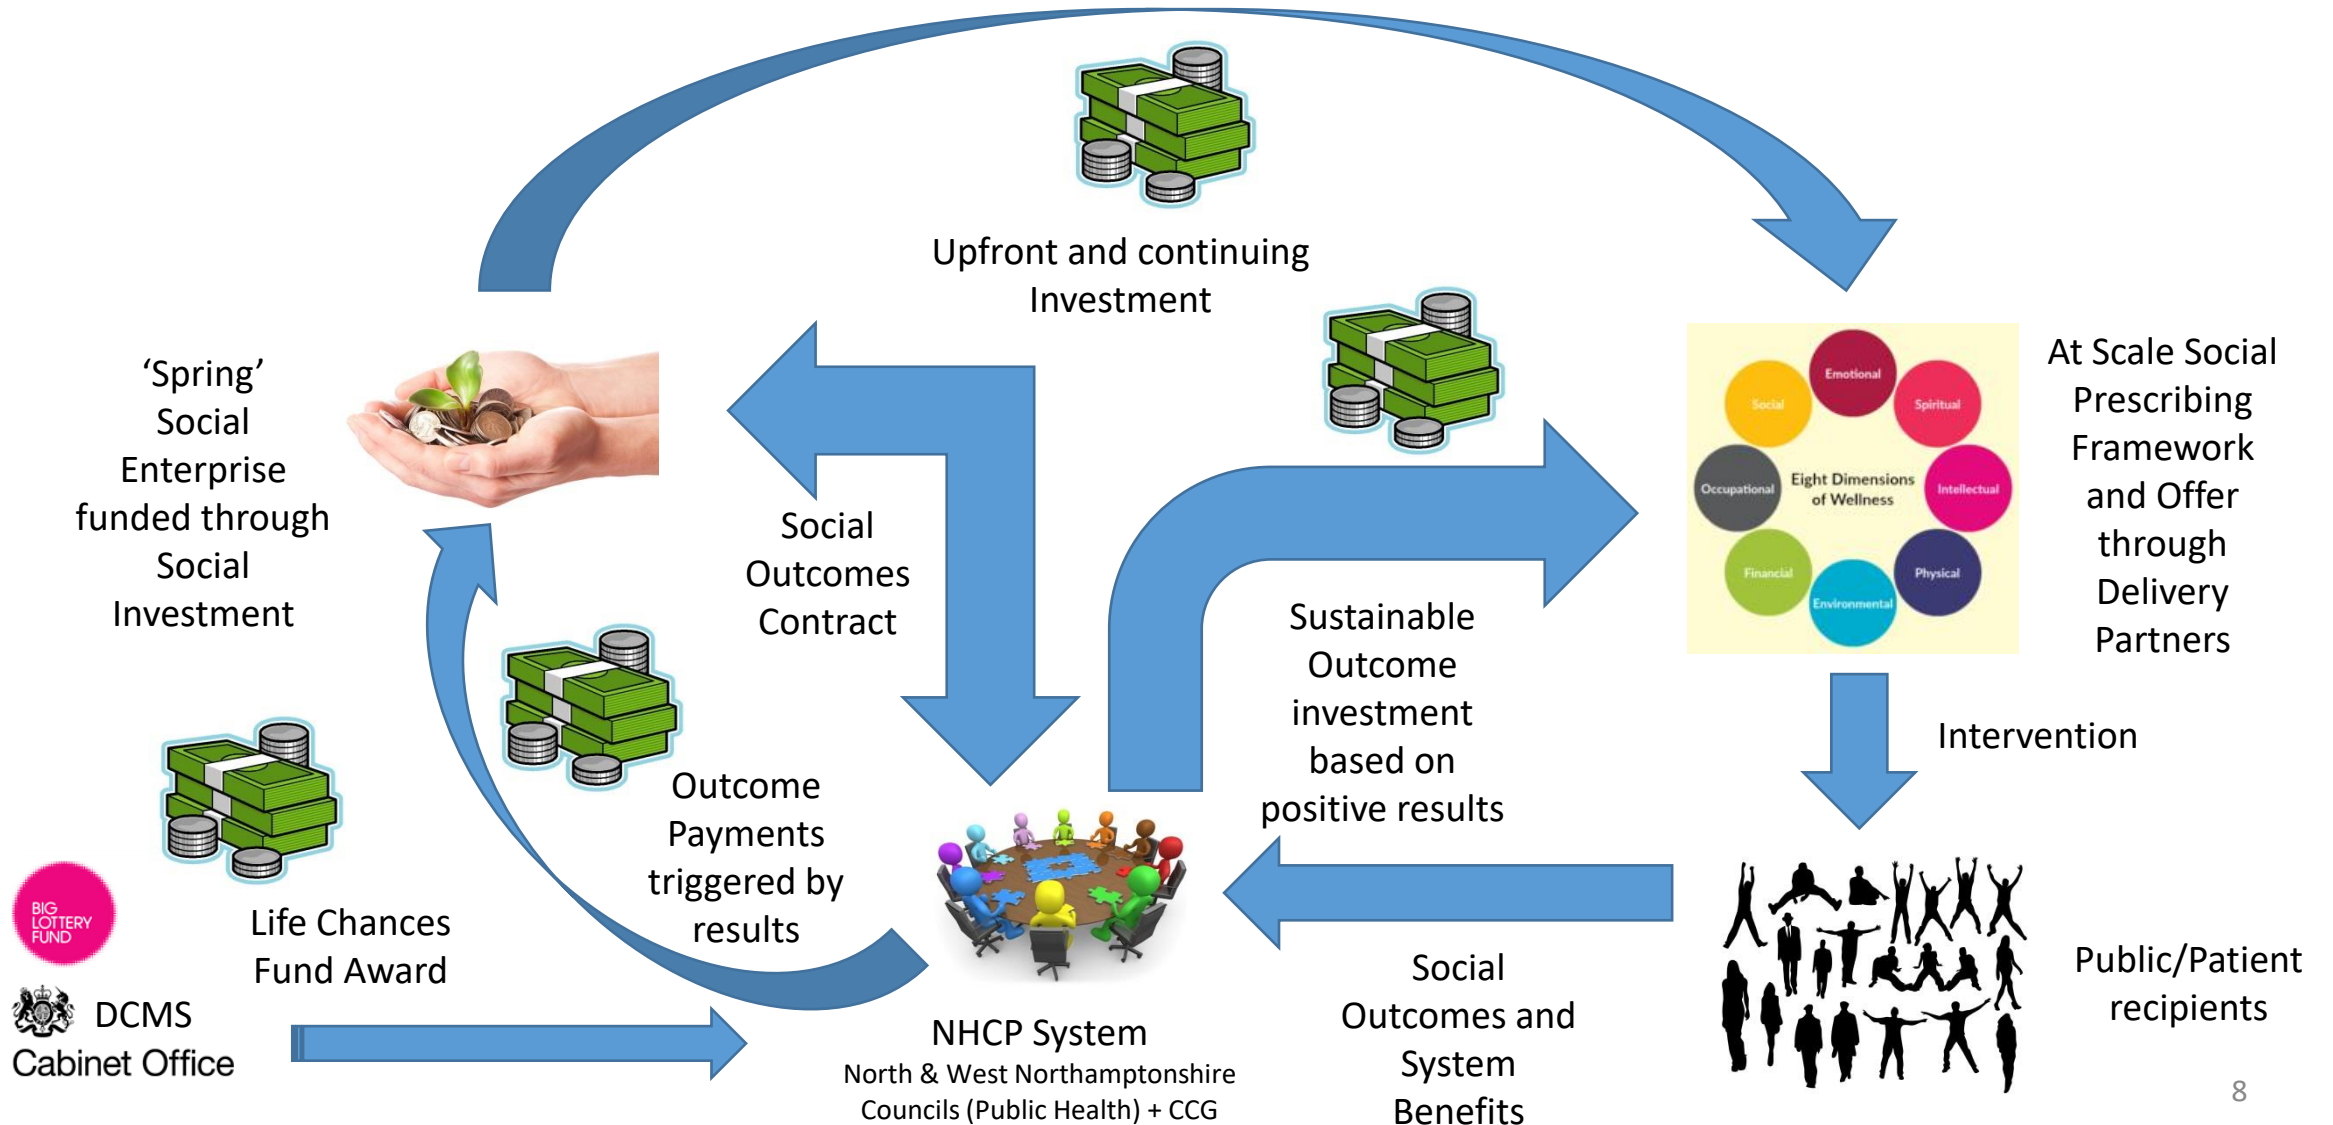 Upfront and continuing
Investment
‘Spring’
Social
Enterprise
funded through
Social
Investment
Social
Outcomes
Contract
Sustainable
Outcome
investment
based on
positive results
Emotional
Social
Spiritual
Occupational
Eight Dimensions
of Wellness
Intellectual
Financial
Physical
Environmental
At Scale Social
Prescribing
Framework
and Offer
through
Delivery
Partners
Intervention
Outcome
Payments
triggered by
results
BIG
LOTTERY
FUND
Life Chances
Fund Award
DCMS
Cabinet Office
NHCP System
North & West Northamptonshire
Councils (Public Health) + CCG
Social
Outcomes and
System
Benefits
Public/Patient
recipients
8